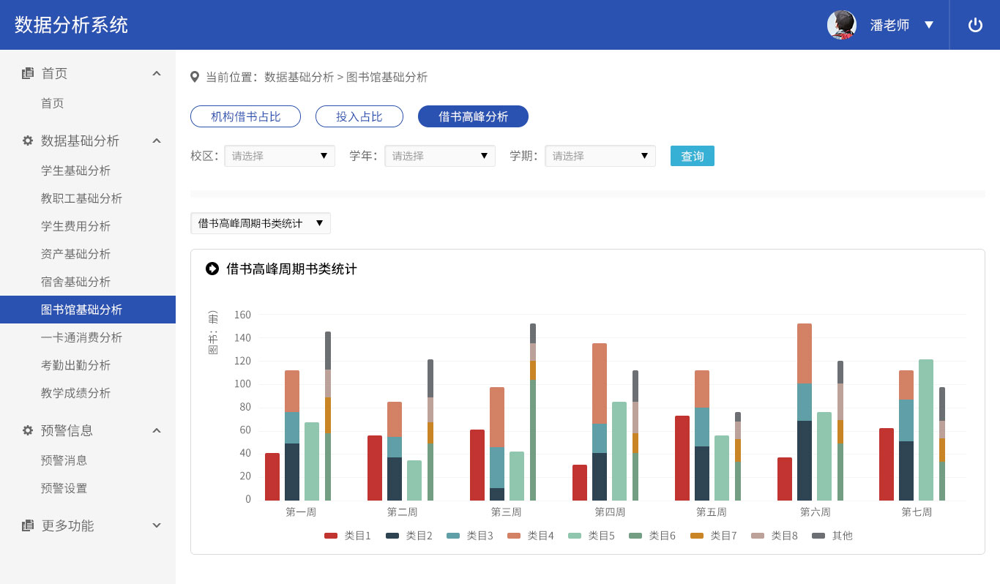 数据分析系统
潘老师
首页
首页
数据基础分析
学生基础分析
教职工基础分析
学生费用分析
资产基础分析
宿舍基础分析
图书馆基础分析
一卡通消费分析
考勤出勤分析
教学成绩分析
预警信息
预警消息
预警设置
更多功能
当前位置：数据基础分析 > 图书馆基础分析
机构借书占比 投入占比 借书高峰分析
校区： 请选择 学年： 请选择 学期： 请选择 查询
借书高峰周期书类统计
借书高峰周期书类统计
图书：册）
160
140
120
100
80
60
40
20
0
第一周 第二周 第三周 第四周 第五周 第六周 第七周
类目1 类目2 类目3 类目4 类目5 类目6 类目7 类目8 其他